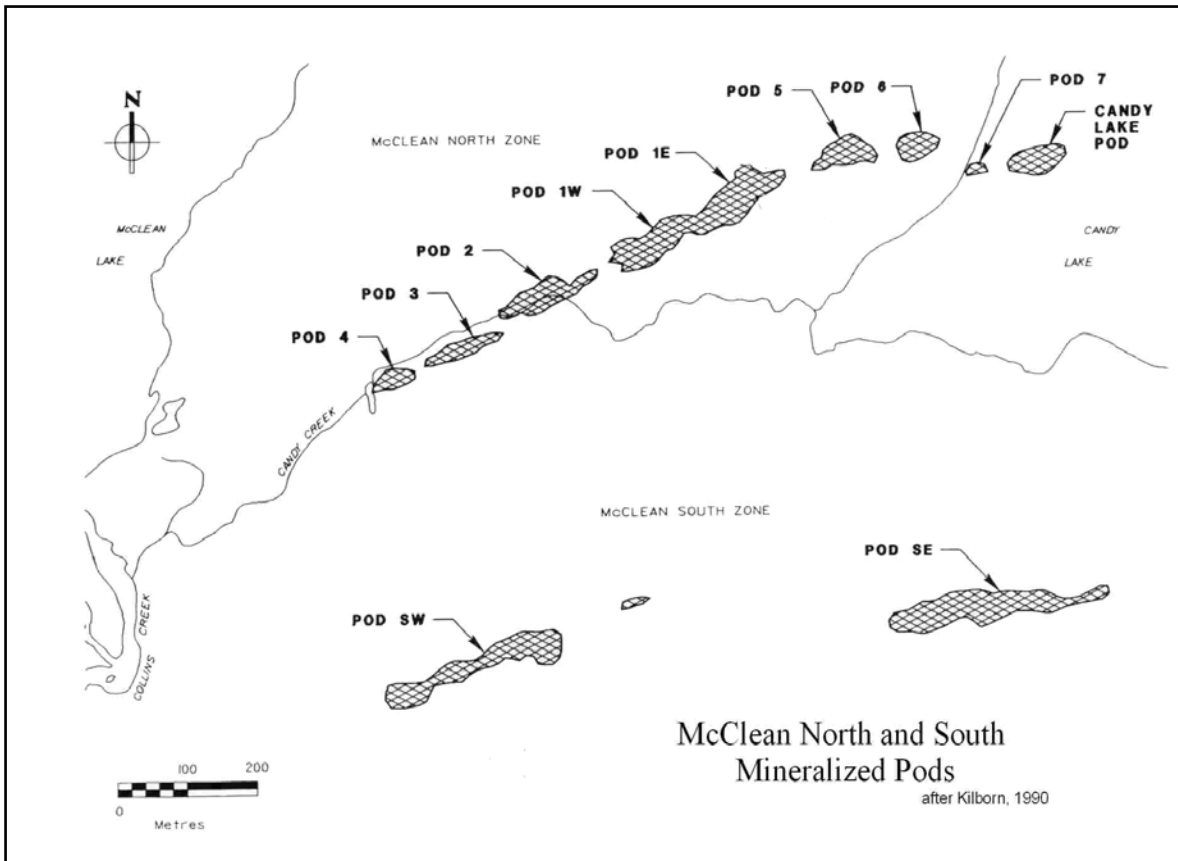 N
McCLEAN NORTH ZONE
POD 5
POD 6
POD 7
CANDY
LAKE
POD
POD 1E
POD 1W
McCLEAN
LAKE
CANDY
LAKE
POD 2
POD 3
POD 4
CANDY CREEK
McCLEAN SOUTH ZONE
POD SE
POD SW
COLLINS CREEK
McClean North and South
Mineralized Pods
after Kilborn, 1990
100 200
0
Metres